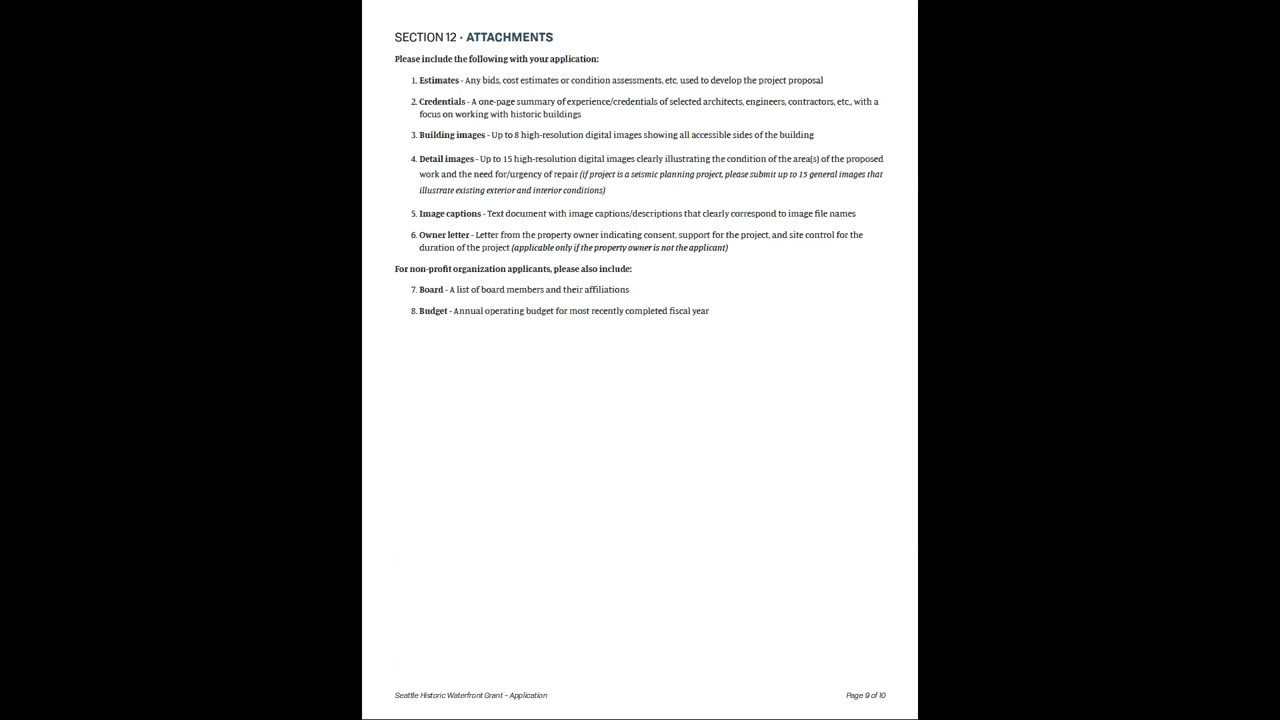 SECTION 12 · ATTACHMENTS
Please include the following with your application:
1. Estimates - Any bids, cost estimates or condition assessments, etc. used to develop the project proposal
2. Credentials - A one-page summary of experience/credentials of selected architects, engineers, contractors, etc., with a
focus on working with historic buildings
3. Building images - Up to 8 high-resolution digital images showing all accessible sides of the building
4. Detail images - Up to 15 high-resolution digital images clearly illustrating the condition of the area(s) of the proposed
work and the need for/urgency of repair (if project is a seismic planning project, please submit up to 15 general images that
illustrate existing exterior and interior conditions)
5. Image captions - Text document with image captions/descriptions that clearly correspond to image file names
6. Owner letter - Letter from the property owner indicating consent, support for the project, and site control for the
duration of the project (applicable only if the property owner is not the applicant)
For non-profit organization applicants, please also include:
7. Board - A list of board members and their affiliations
8. Budget - Annual operating budget for most recently completed fiscal year
Seattle Historic Waterfront Grant – Application
Page 9 of 10